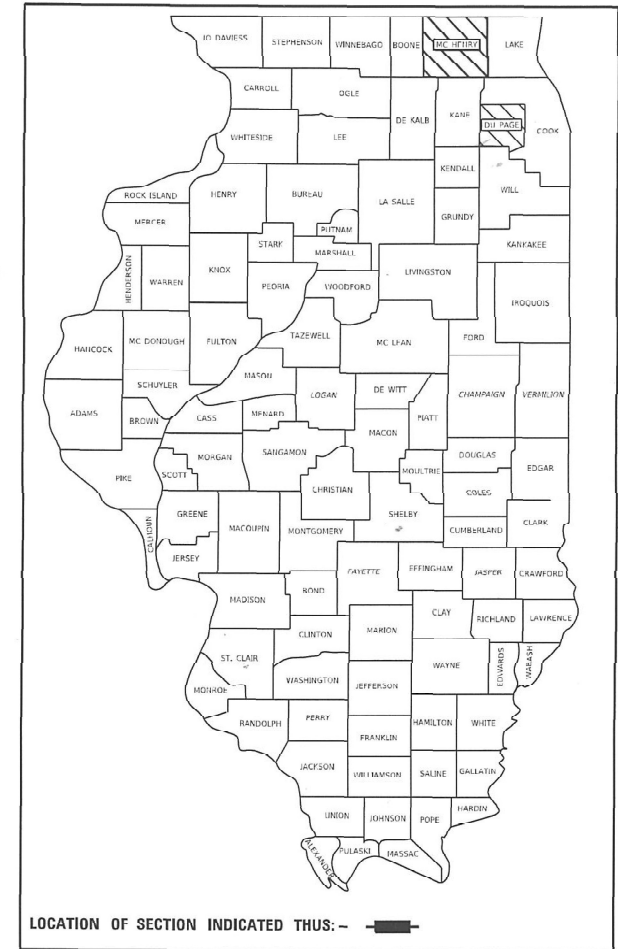 JO DAVIESS STEPHENSON WINNEBAGO BOONE MC HENRY LAKE
CARROLL OGLE
DE KALB KANE DU PAGE COOK
WHITESIDE LEE
KENDALL
ROCK ISLAND HENRY BUREAU LA SALLE WILL
MERCER PUTNAM GRUNDY
STARK MARSHALL KANKAKEE
HENDERSON WARREN KNOX PEORIA WOODFORD LIVINGSTON IROQUOIS
HANCOCK MC DONOUGH FULTON TAZEWELL MC LEAN FORD
SCHUYLER MASON
ADAMS BROWN CASS MENARD LOGAN DE WITT PIATT CHAMPAIGN VERMILION
MACON
PIKE SCOTT MORGAN SANGAMON MOULTRIE DOUGLAS EDGAR
CHRISTIAN COLES
CALHOUN GREENE MACOUPIN MONTGOMERY SHELBY CUMBERLAND CLARK
JERSEY
MADISON BOND FAYETTE EFFINGHAM JASPER CRAWFORD
CLINTON MARION CLAY RICHLAND LAWRENCE
ST. CLAIR WASHINGTON JEFFERSON WAYNE EDWARDS WABASH
MONROE
RANDOLPH PERRY FRANKLIN HAMILTON WHITE
JACKSON WILLIAMSON SALINE GALLATIN
UNION JOHNSON POPE HARDIN
ALEXANDER PULASKI MASSAC
LOCATION OF SECTION INDICATED THUS: ~